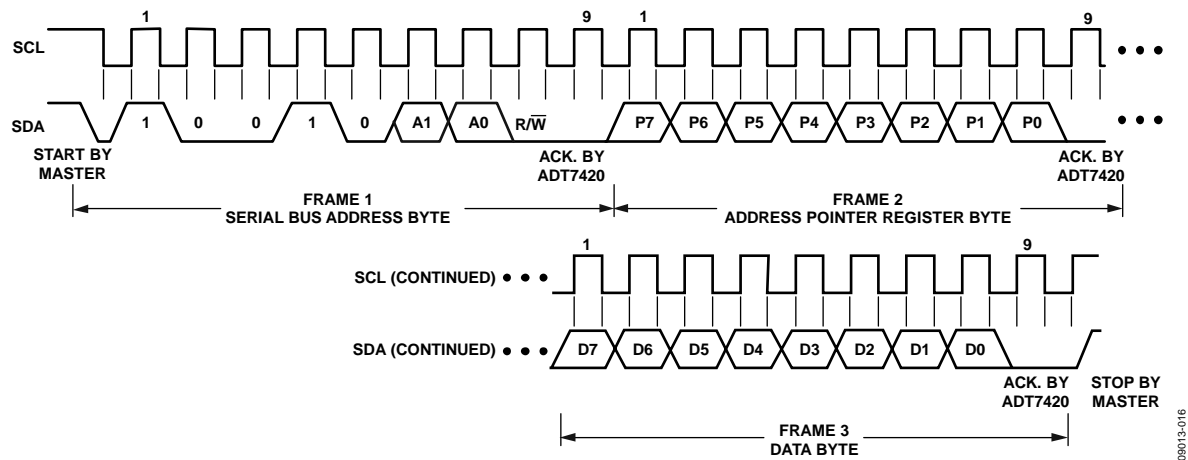 1 9 1 9
SCL
SDA 1 0 0 1 0 A1 A0 R/W̅ P7 P6 P5 P4 P3 P2 P1 P0
START BY MASTER
ACK. BY ADT7420
ACK. BY ADT7420
FRAME 1
SERIAL BUS ADDRESS BYTE
FRAME 2
ADDRESS POINTER REGISTER BYTE
1 9
SCL (CONTINUED)
SDA (CONTINUED) D7 D6 D5 D4 D3 D2 D1 D0
ACK. BY ADT7420
STOP BY MASTER
FRAME 3
DATA BYTE
09013-016